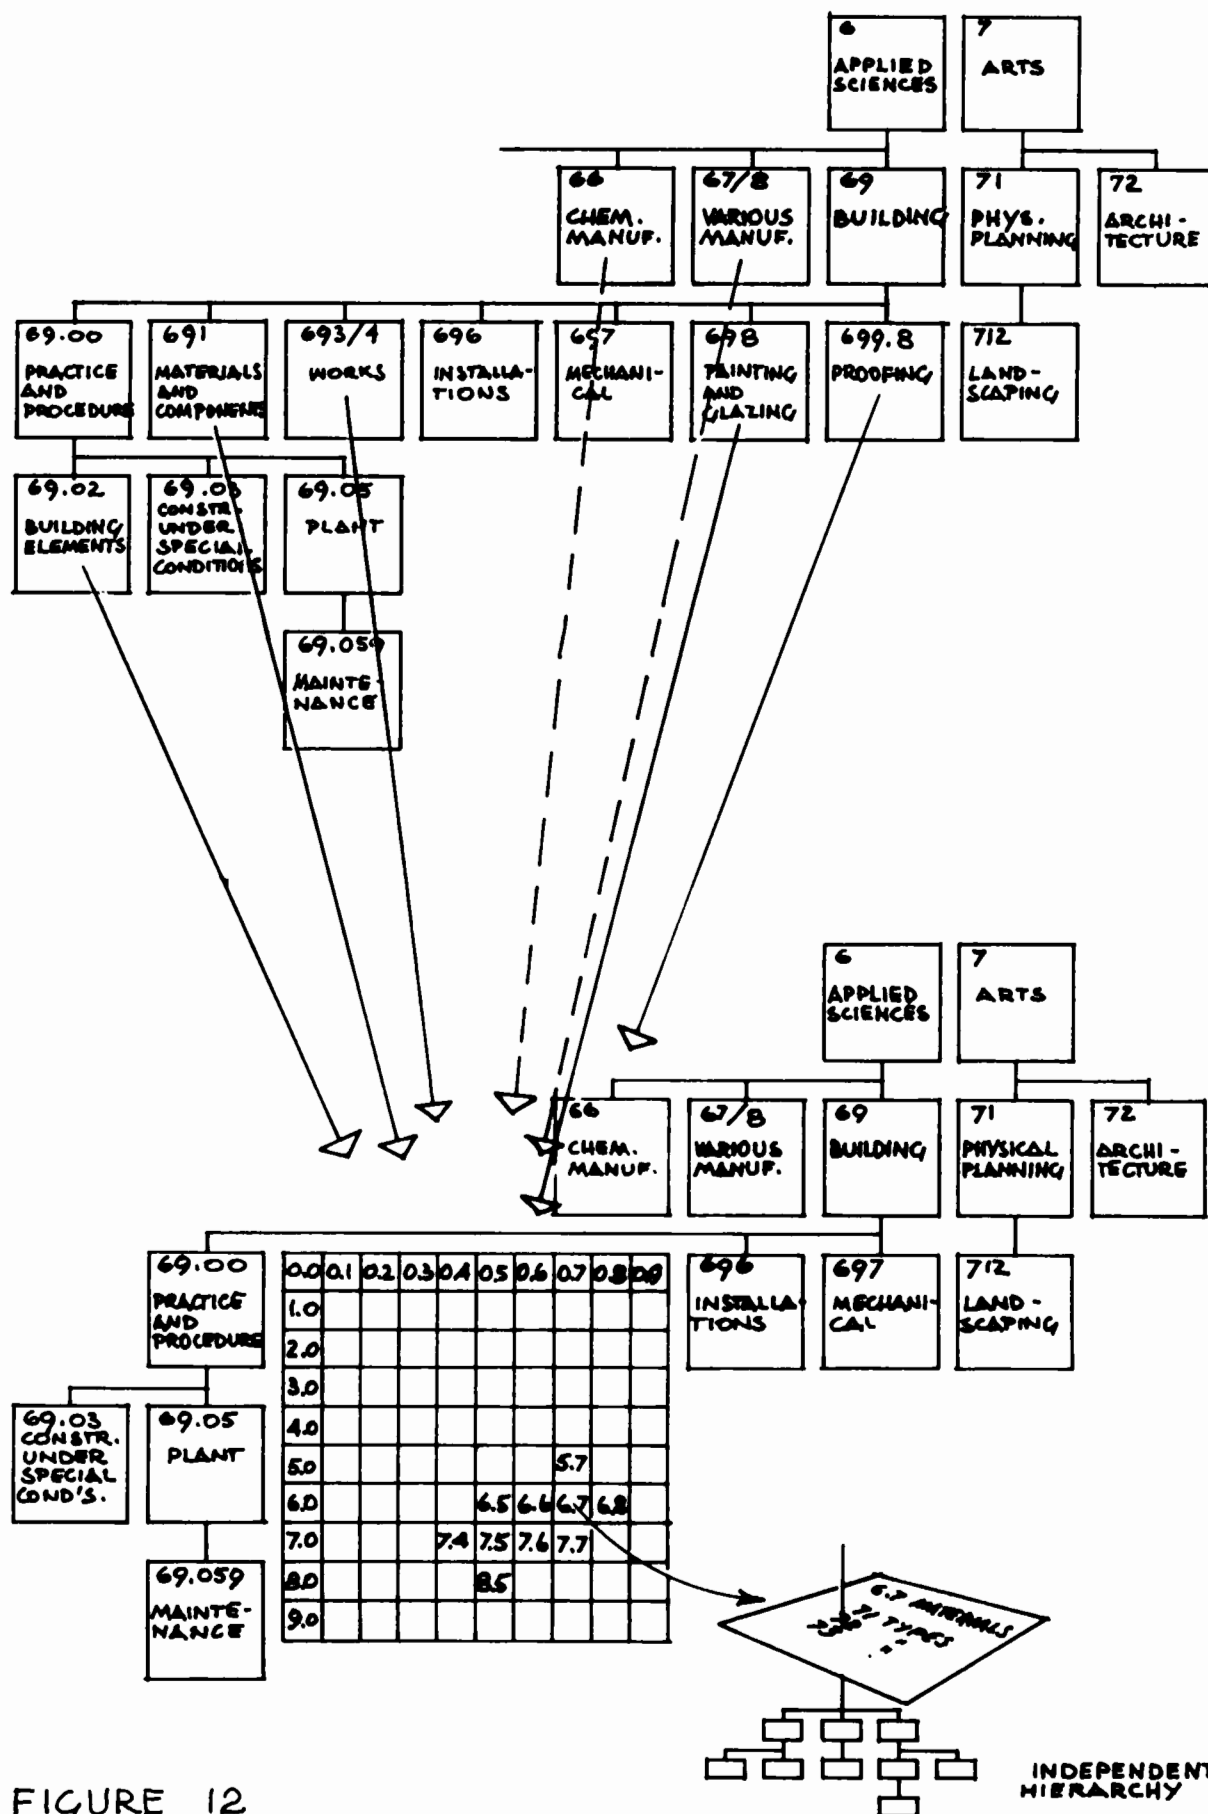 6
APPLIED
SCIENCES
7
ARTS
66
CHEM.
MANUF.
67/8
VARIOUS
MANUF.
69
BUILDING
71
PHYS.
PLANNING
72
ARCHI-
TECTURE
69.00
PRACTICE
AND
PROCEDURE
691
MATERIALS
AND
COMPONENTS
693/4
WORKS
696
INSTALLA-
TIONS
697
MECHANI-
CAL
698
PAINTING
AND
GLAZING
699.8
PROOFING
712
LAND-
SCAPING
69.02
BUILDING
ELEMENTS
69.03
CONSTR.
UNDER
SPECIAL
CONDITIONS
69.05
PLANT
69.059
MAINTE-
NANCE
6
APPLIED
SCIENCES
7
ARTS
66
CHEM.
MANUF.
67/8
VARIOUS
MANUF.
69
BUILDING
71
PHYSICAL
PLANNING
72
ARCHI-
TECTURE
69.00
PRACTICE
AND
PROCEDURE
0.0 0.1 0.2 0.3 0.4 0.5 0.6 0.7 0.8 0.9
1.0
2.0
3.0
4.0
5.0 5.7
6.0 6.5 6.6 6.7 6.8
7.0 7.4 7.5 7.6 7.7
8.0 8.5
9.0
696
INSTALLA-
TIONS
697
MECHANI-
CAL
712
LAND-
SCAPING
69.03
CONSTR.
UNDER
SPECIAL
COND'S.
69.05
PLANT
69.059
MAINTE-
NANCE
6.7
TYPES
INDEPENDENT
HIERARCHY
FIGURE 12